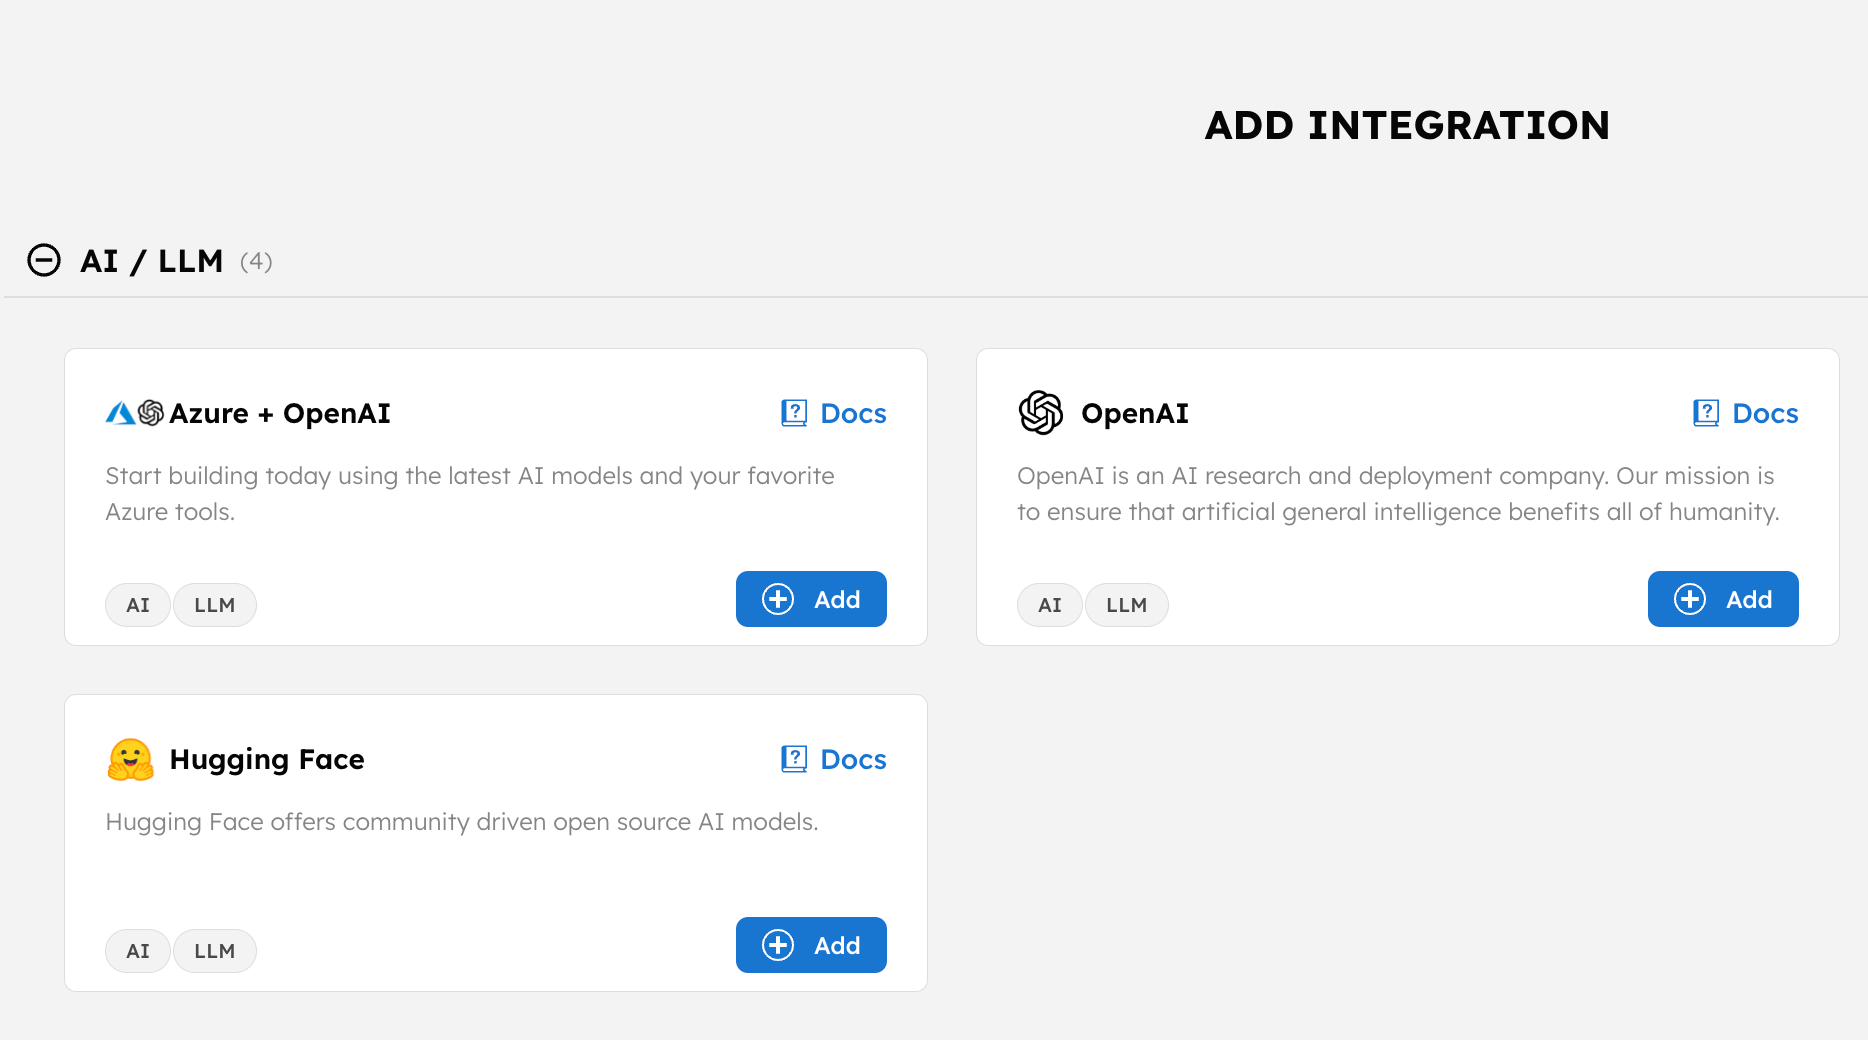 ADD INTEGRATION
AI / LLM (4)
Azure + OpenAI
Docs
Start building today using the latest AI models and your favorite
Azure tools.
AI
LLM
Add
OpenAI
Docs
OpenAI is an AI research and deployment company. Our mission is
to ensure that artificial general intelligence benefits all of humanity.
AI
LLM
Add
Hugging Face
Docs
Hugging Face offers community driven open source AI models.
AI
LLM
Add